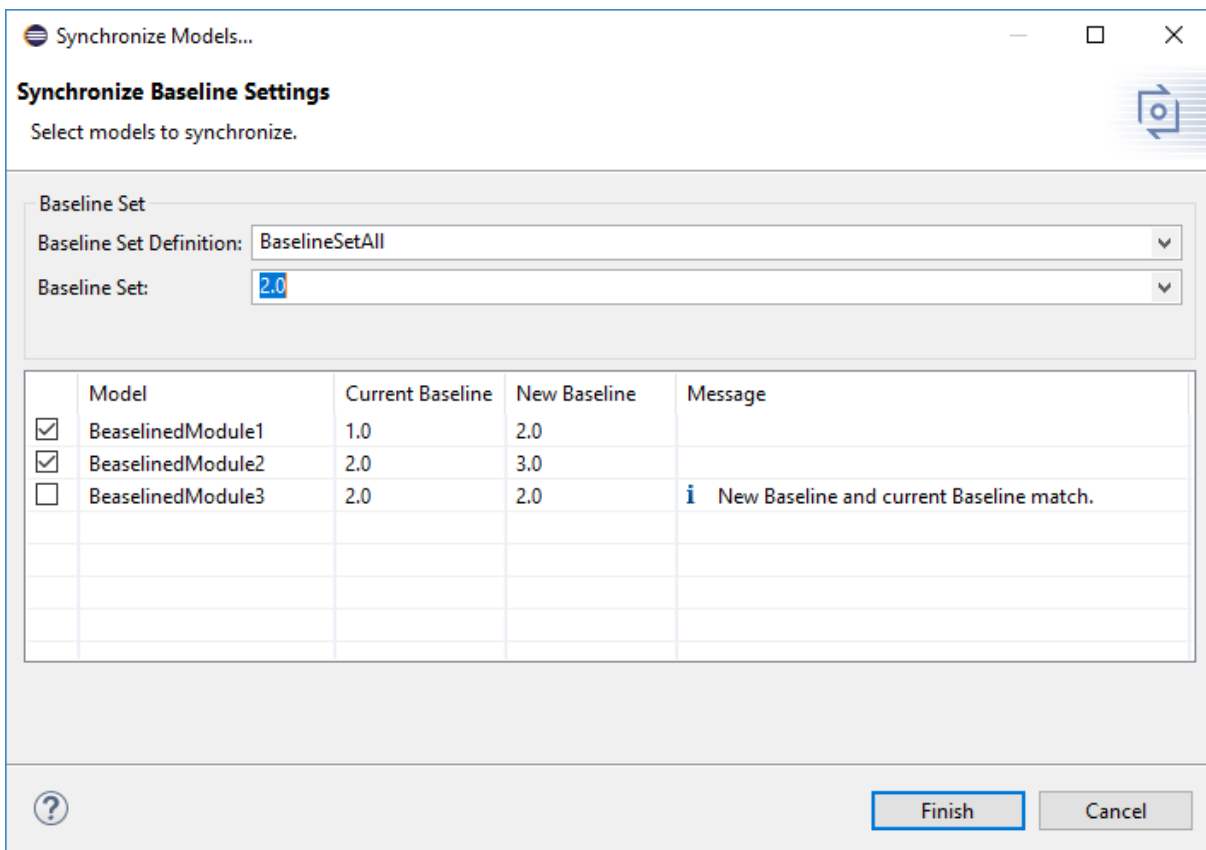 Synchronize Models...
Synchronize Baseline Settings
Select models to synchronize.
Baseline Set
Baseline Set Definition: BaselineSetAll
Baseline Set: 2.0
Model Current Baseline New Baseline Message
BeaselinedModule1 1.0 2.0
BeaselinedModule2 2.0 3.0
BeaselinedModule3 2.0 2.0 i New Baseline and current Baseline match.
? Finish Cancel